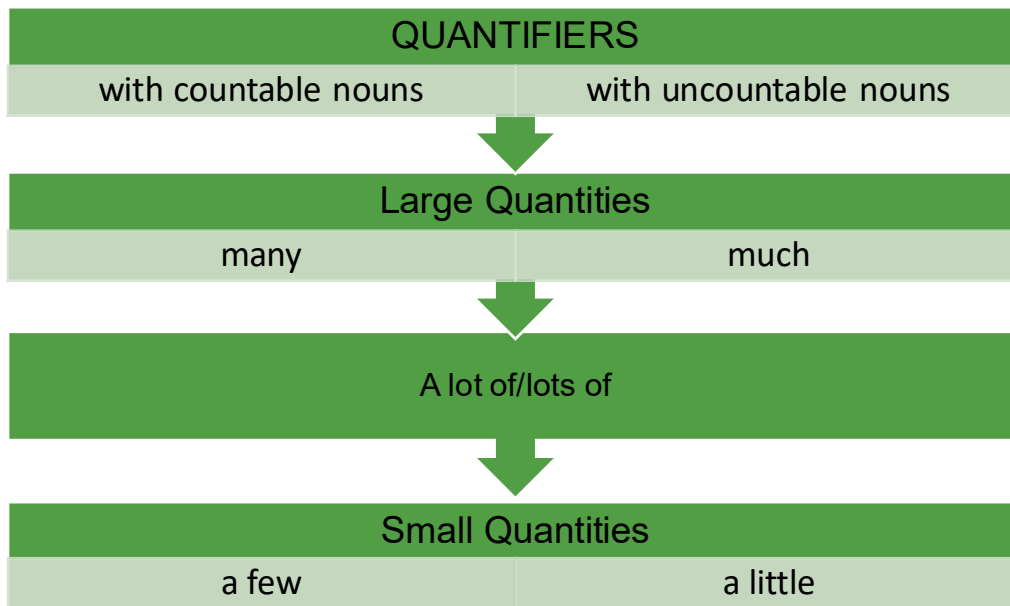 QUANTIFIERS
with countable nouns
with uncountable nouns
Large Quantities
many
much
A lot of/lots of
Small Quantities
a few
a little